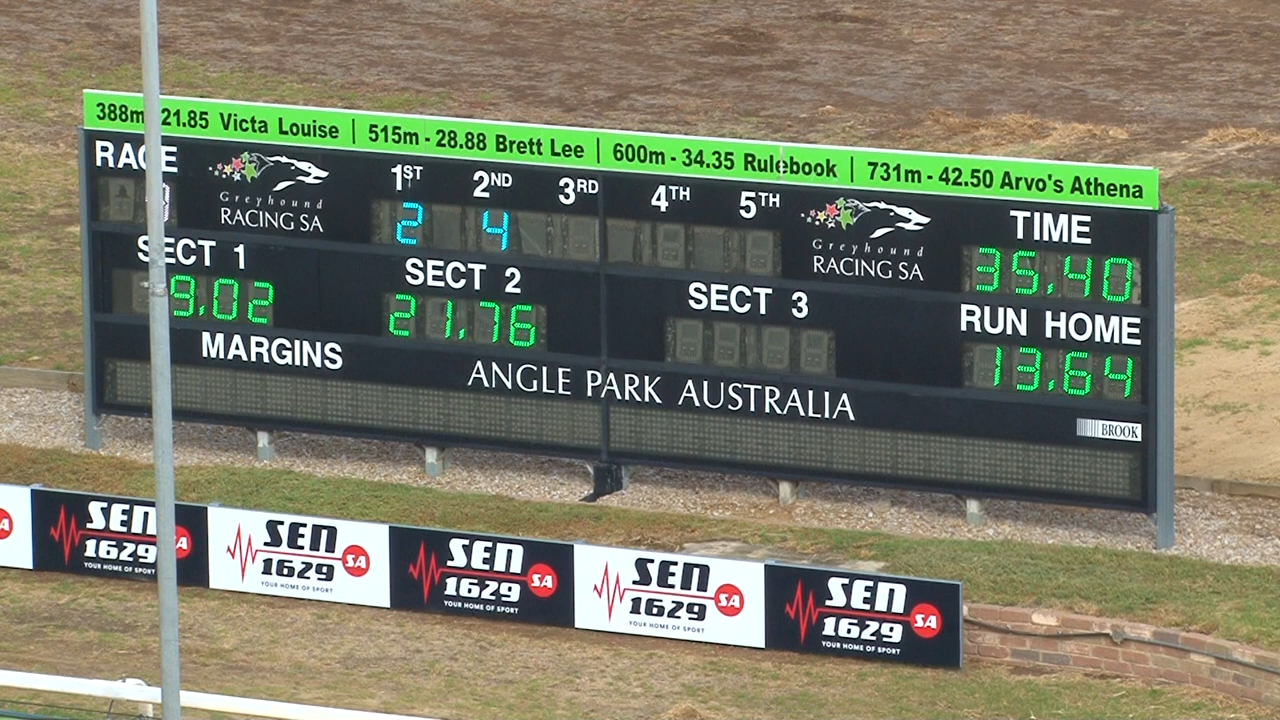 388m 21.85 Victa Louise | 515m - 28.88 Brett Lee | 600m - 34.35 Rulebook | 731m - 42.50 Arvo's Athena
RACE
Greyhound
RACING SA
1ST 2ND 3RD 4TH 5TH
2 4
Greyhound
RACING SA
TIME
35.40
SECT 1
9.02
SECT 2
21.76
SECT 3
RUN HOME
13.64
MARGINS
ANGLE PARK AUSTRALIA
BROOK
A
SEN
1629 SA
YOUR HOME OF SPORT
SEN
1629 SA
YOUR HOME OF SPORT
SEN
1629 SA
YOUR HOME OF SPORT
SEN
1629 SA
YOUR HOME OF SPORT
SEN
1629 SA
YOUR HOME OF SPORT